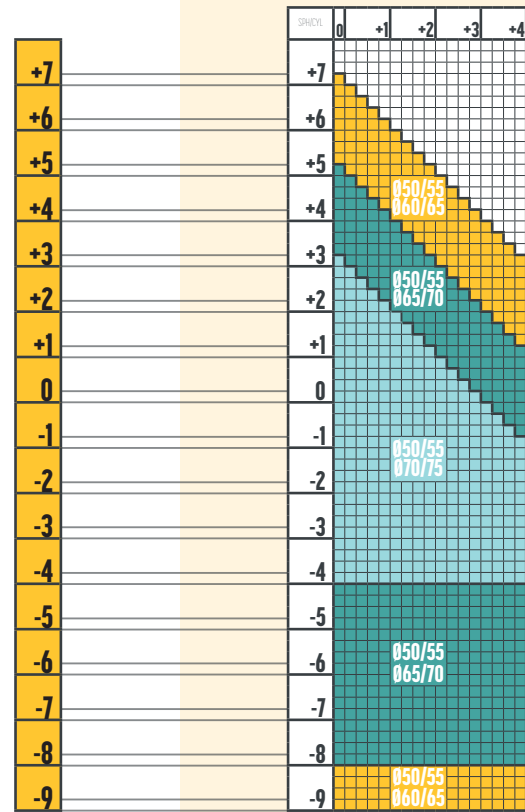 SPH/CYL 0 +1 +2 +3 +4
+7 +7
+6 +6
+5 +5
Ø50/55
Ø60/65
+4 +4
+3 +3
Ø50/55
Ø65/70
+2 +2
+1 +1
0 0
-1 -1
Ø50/55
Ø70/75
-2 -2
-3 -3
-4 -4
-5 -5
Ø50/55
-6 -6
Ø65/70
-7 -7
-8 -8
Ø50/55
Ø60/65
-9 -9